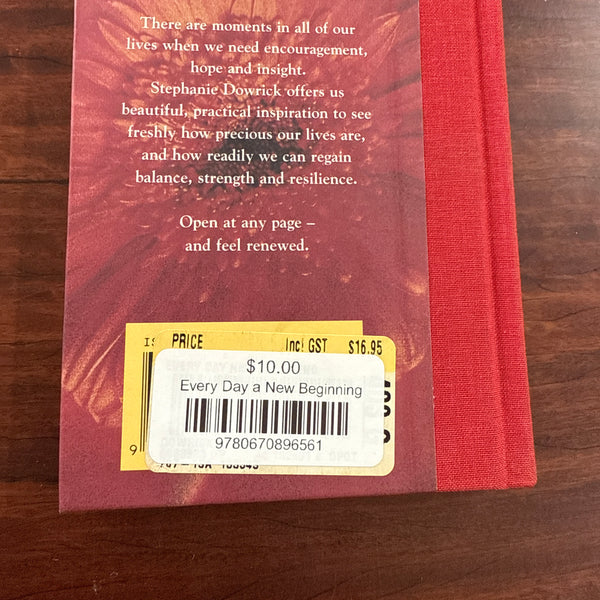 There are moments in all of our
lives when we need encouragement,
hope and insight.
Stephanie Dowrick offers us
beautiful, practical inspiration to see
freshly how precious our lives are,
and how readily we can regain
balance, strength and resilience.
Open at any page –
and feel renewed.
PRICE Incl GST $16.95
$10.00
Every Day a New Beginning
9780670896561